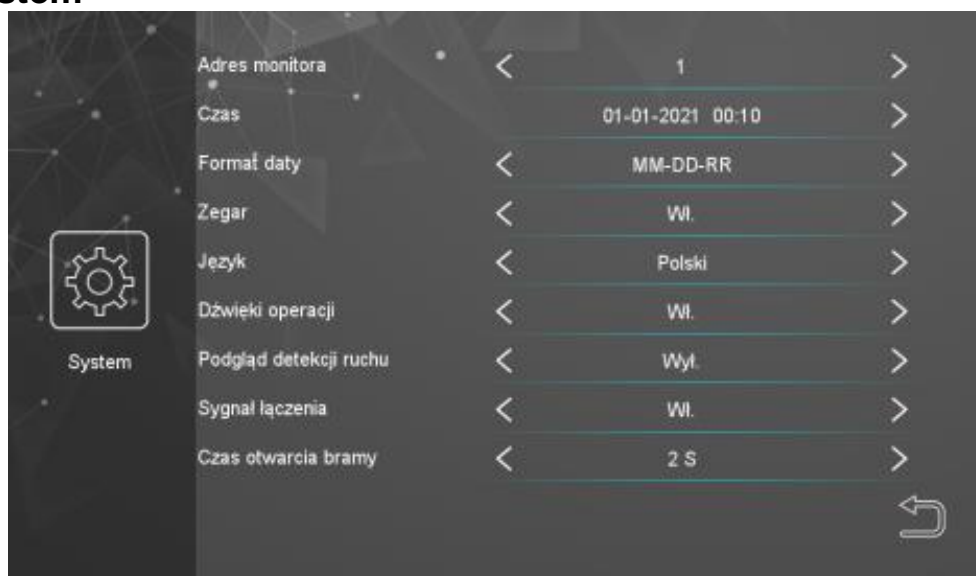 Adres monitora 1
Czas 01-01-2021 00:10
Format daty MM-DD-RR
Zegar Wł.
Język Polski
Dźwięki operacji Wł.
System
Podgląd detekcji ruchu Wył.
Sygnał łączenia Wł.
Czas otwarcia bramy 2 S